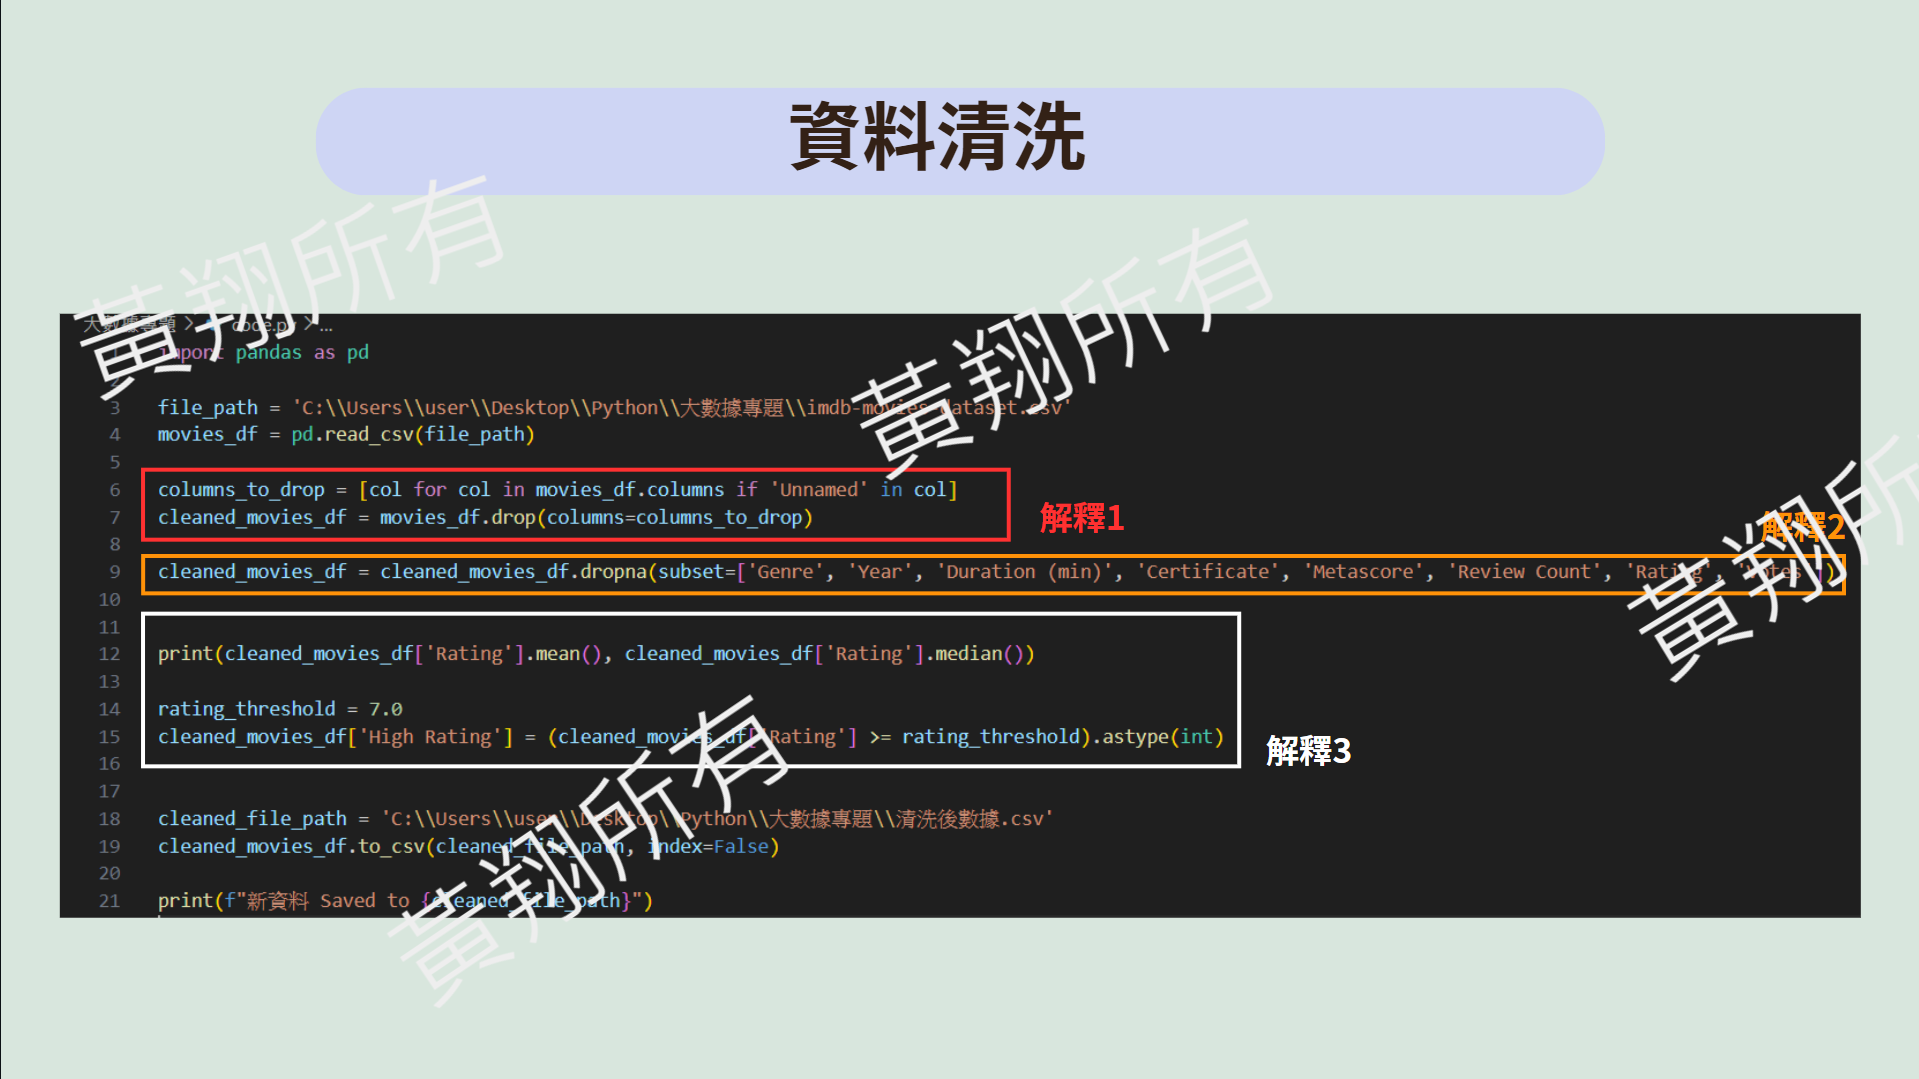 資料清洗
大數據專題 > code.py > ...
1 import pandas as pd
2
3 file_path = 'C:\\Users\\user\\Desktop\\Python\\大數據專題\\imdb-movies-dataset.csv'
4 movies_df = pd.read_csv(file_path)
5
6 columns_to_drop = [col for col in movies_df.columns if 'Unnamed' in col]
7 cleaned_movies_df = movies_df.drop(columns=columns_to_drop)
解釋1
解釋2
8
9 cleaned_movies_df = cleaned_movies_df.dropna(subset=['Genre', 'Year', 'Duration (min)', 'Certificate', 'Metascore', 'Review Count', 'Rating', 'Votes'])
10
11
12 print(cleaned_movies_df['Rating'].mean(), cleaned_movies_df['Rating'].median())
13
14 rating_threshold = 7.0
15 cleaned_movies_df['High Rating'] = (cleaned_movies_df['Rating'] >= rating_threshold).astype(int)
解釋3
16
17
18 cleaned_file_path = 'C:\\Users\\user\\Desktop\\Python\\大數據專題\\清洗後數據.csv'
19 cleaned_movies_df.to_csv(cleaned_file_path, index=False)
20
21 print(f"新資料 Saved to {cleaned_file_path}")
黃翔所有
黃翔所有
黃翔所
黃翔所有